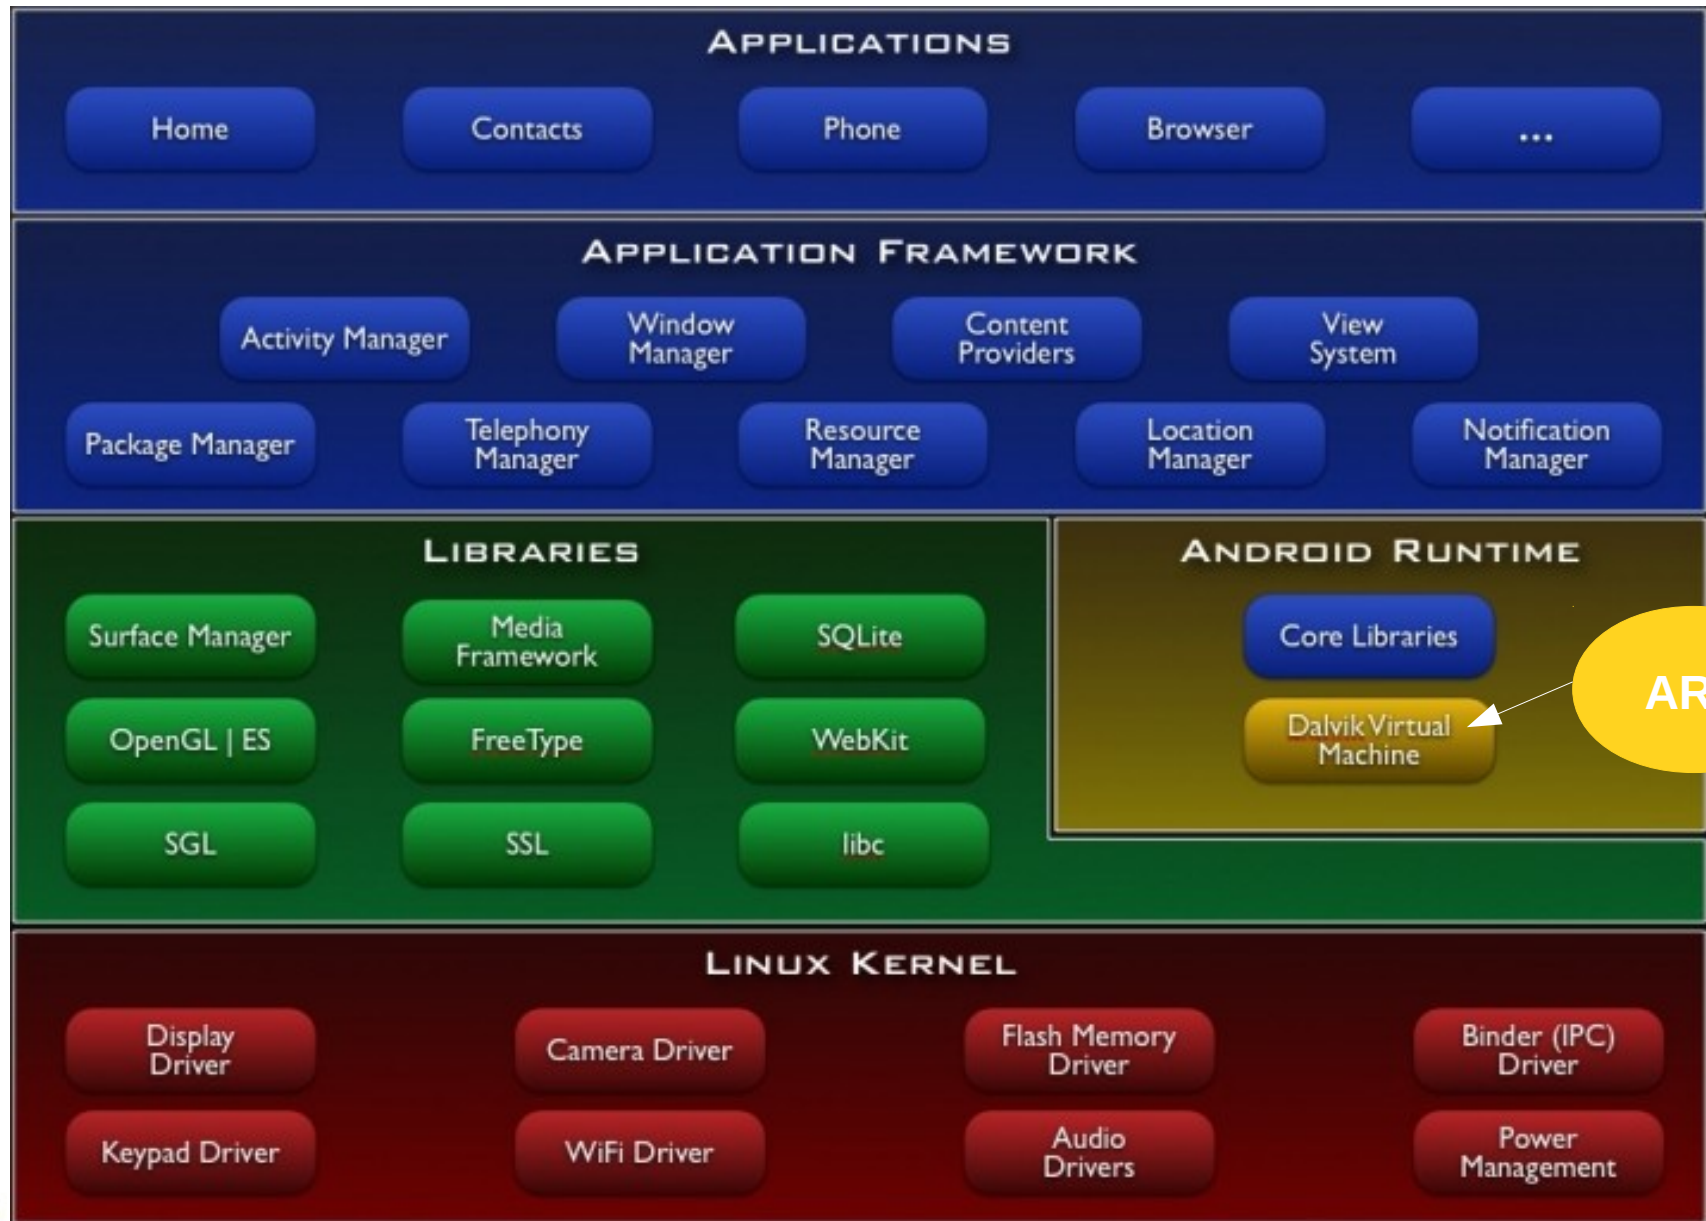 APPLICATIONS
Home
Contacts
Phone
Browser
...
APPLICATION FRAMEWORK
Activity Manager
Window
Manager
Content
Providers
View
System
Package Manager
Telephony
Manager
Resource
Manager
Location
Manager
Notification
Manager
LIBRARIES
Surface Manager
Media
Framework
SQLite
OpenGL | ES
FreeType
WebKit
SGL
SSL
libc
ANDROID RUNTIME
Core Libraries
Dalvik Virtual
Machine
AR
LINUX KERNEL
Display
Driver
Camera Driver
Flash Memory
Driver
Binder (IPC)
Driver
Keypad Driver
WiFi Driver
Audio
Drivers
Power
Management